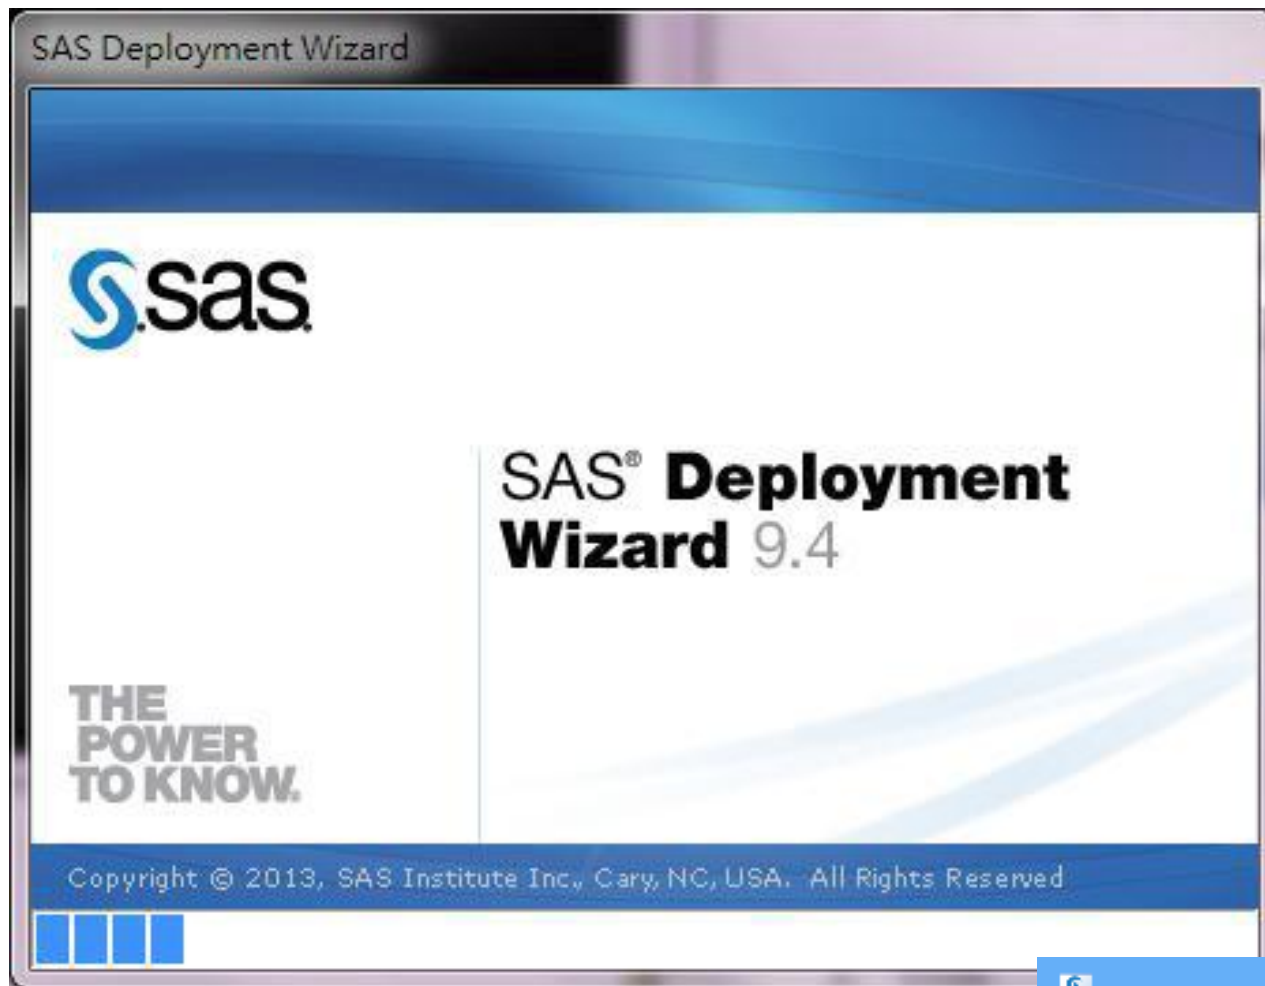 SAS Deployment Wizard
sas
SAS® Deployment
Wizard 9.4
THE
POWER
TO KNOW.
Copyright © 2013, SAS Institute Inc., Cary, NC, USA. All Rights Reserved